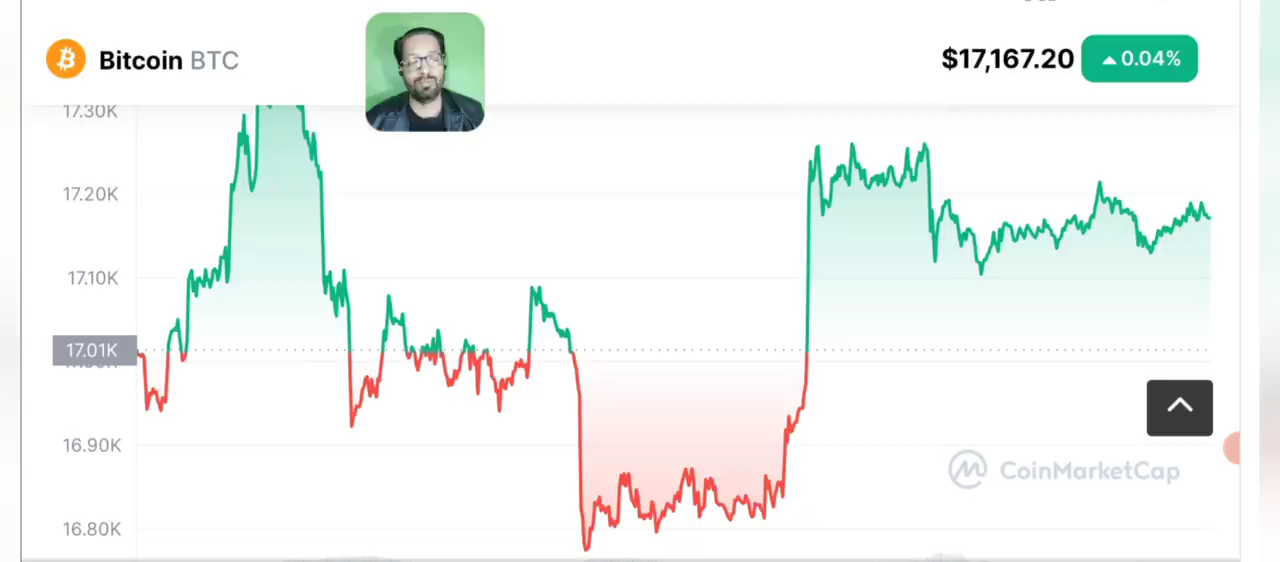 Bitcoin BTC
$17,167.20
0.04%
17.30K
17.20K
17.10K
17.01K
16.90K
16.80K
CoinMarketCap